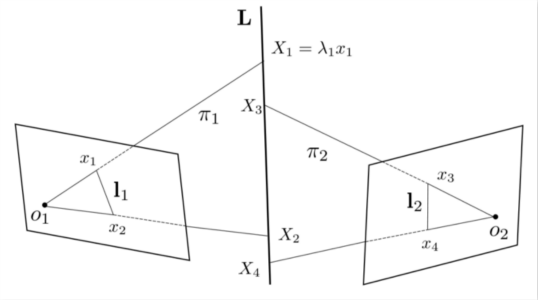 L
X₁ = λ₁x₁
X₃
π₁
π₂
x₁
x₃
l₁
l₂
o₁
x₂
X₂
x₄
o₂
X₄